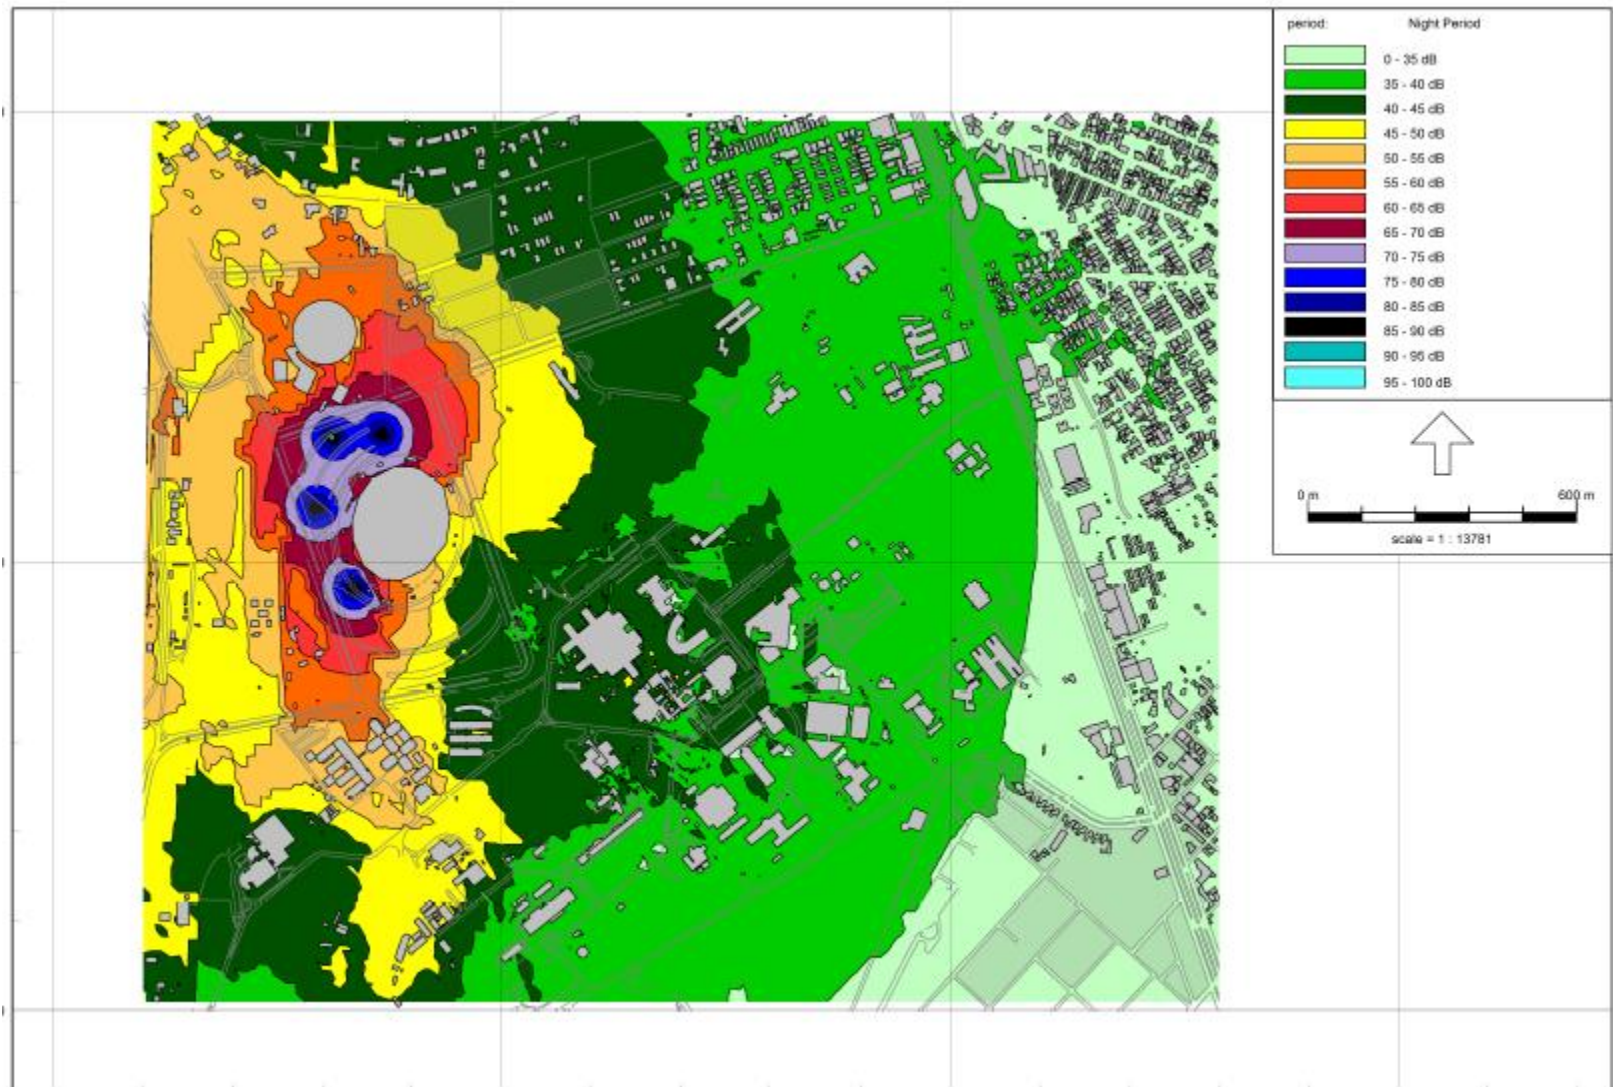 period: Night Period
0 - 35 dB
35 - 40 dB
40 - 45 dB
45 - 50 dB
50 - 55 dB
55 - 60 dB
60 - 65 dB
65 - 70 dB
70 - 75 dB
75 - 80 dB
80 - 85 dB
85 - 90 dB
90 - 95 dB
95 - 100 dB
0 m 600 m
scale = 1 : 13781